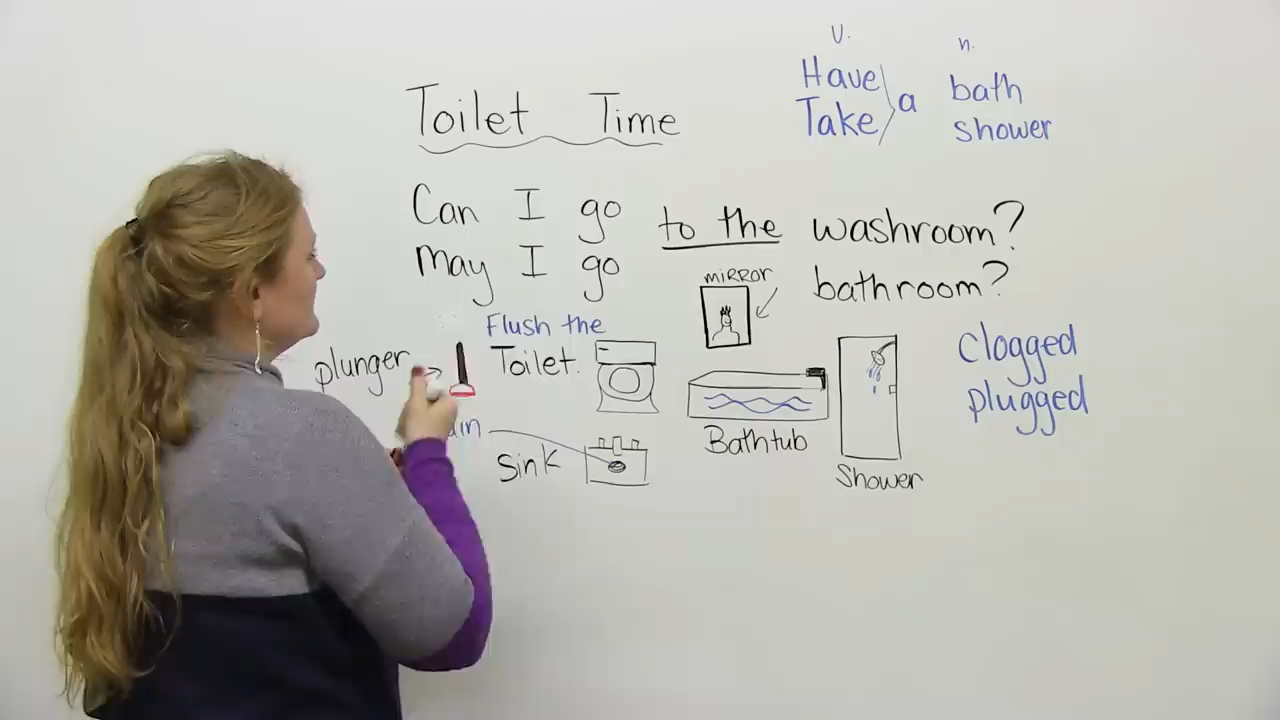 Toilet Time
V.
n.
Have
Take
a
bath
shower
Can I go to the washroom?
May I go
bathroom?
mirror
Flush the
Toilet.
plunger
Clogged
plugged
Sink
Bathtub
Shower